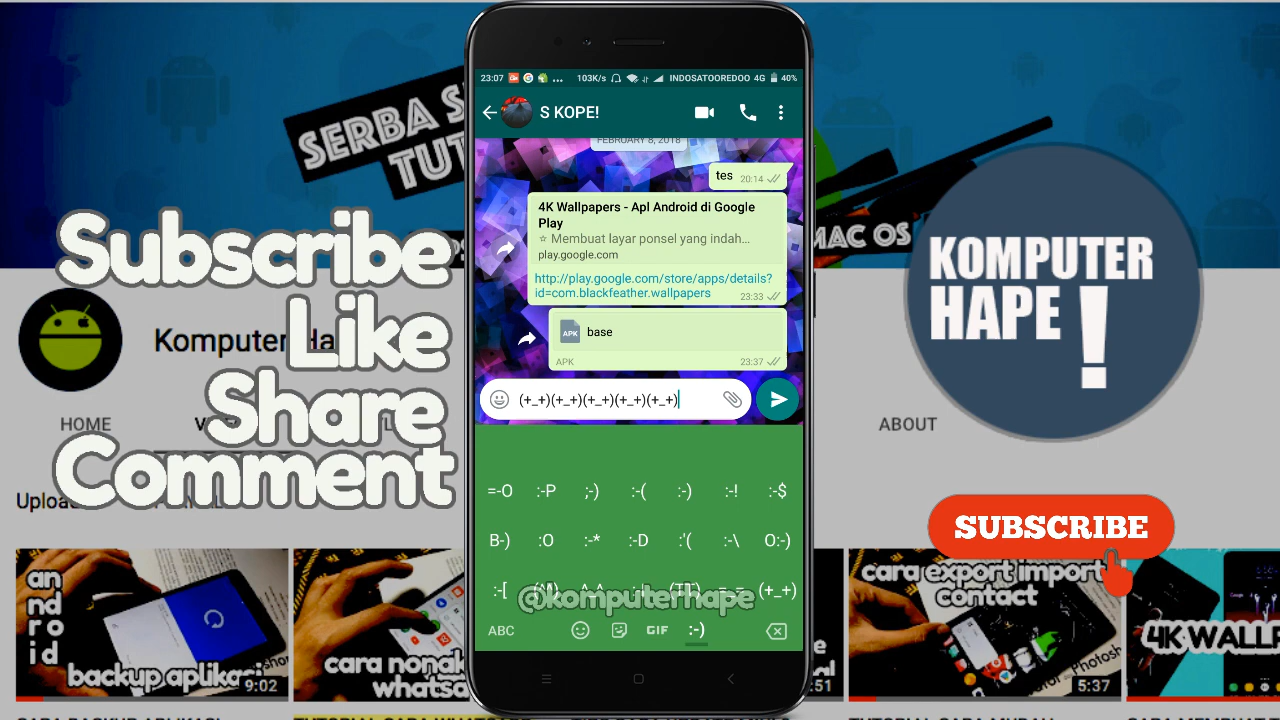 SERBA S
TUT
MAC OS
Subscribe
Like
Share
Comment
Komputer Ha
HOME
ABOUT
an
nd
ro
id
backup aplikasi
9:02
cara nonak
whatsa
23:07
103K/s
INDOSATOOREDOO 4G
40%
S KOPE!
FEBRUARY 8, 2018
tes 20:14
4K Wallpapers - Apl Android di Google
Play
☆ Membuat layar ponsel yang indah...
play.google.com
http://play.google.com/store/apps/details?
id=com.blackfeather.wallpapers 23:33
APK base
APK 23:37
(+_+)(+_+)(+_+)(+_+)(+_+)
=-O :-P ;-) :-( :-) :-! :-$
B-) :O :-* :-D :'( :-\ O:-)
:-[ ^_^ =_= (+_+)
@komputerhape
ABC GIF :-)
KOMPUTER
HAPE !
SUBSCRIBE
cara export import
contact
:51
5:37
4K WALLP